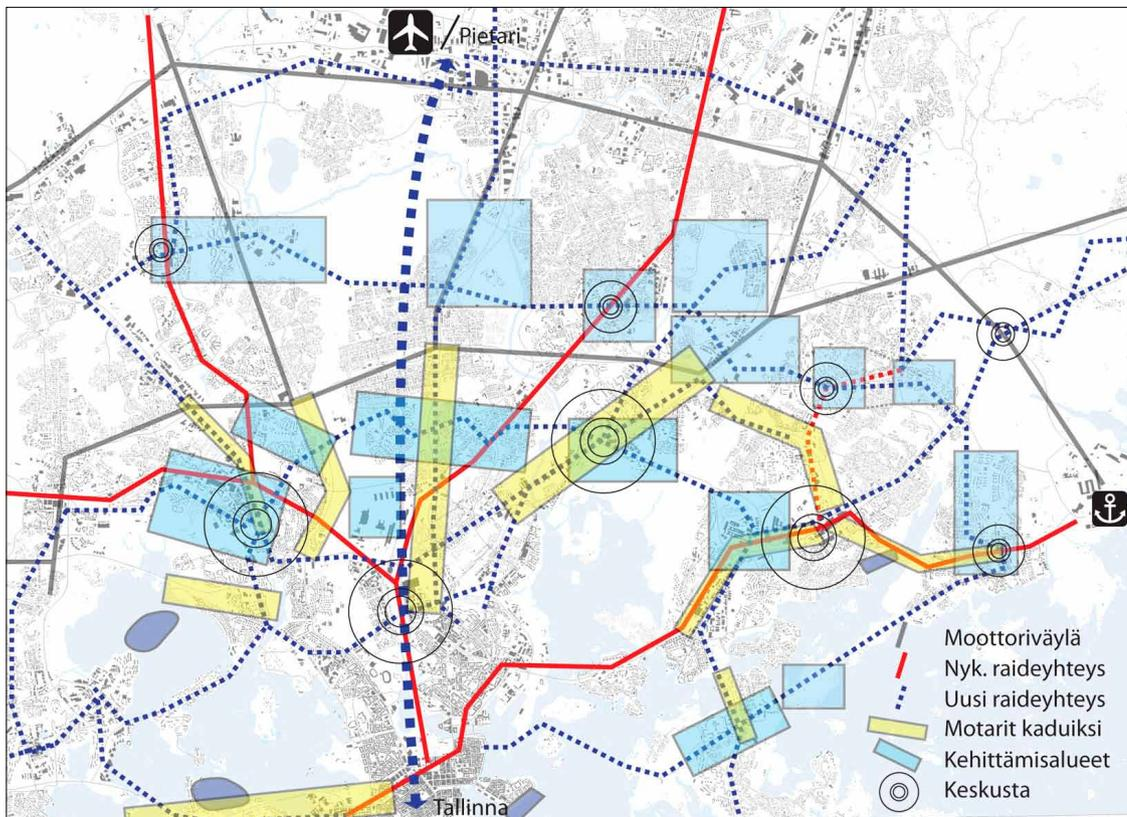 / Pietari
Moottoriväylä
Nyk. raideyhteys
Uusi raideyhteys
Motarit kaduiksi
Kehittämisalueet
Keskusta
Tallinna